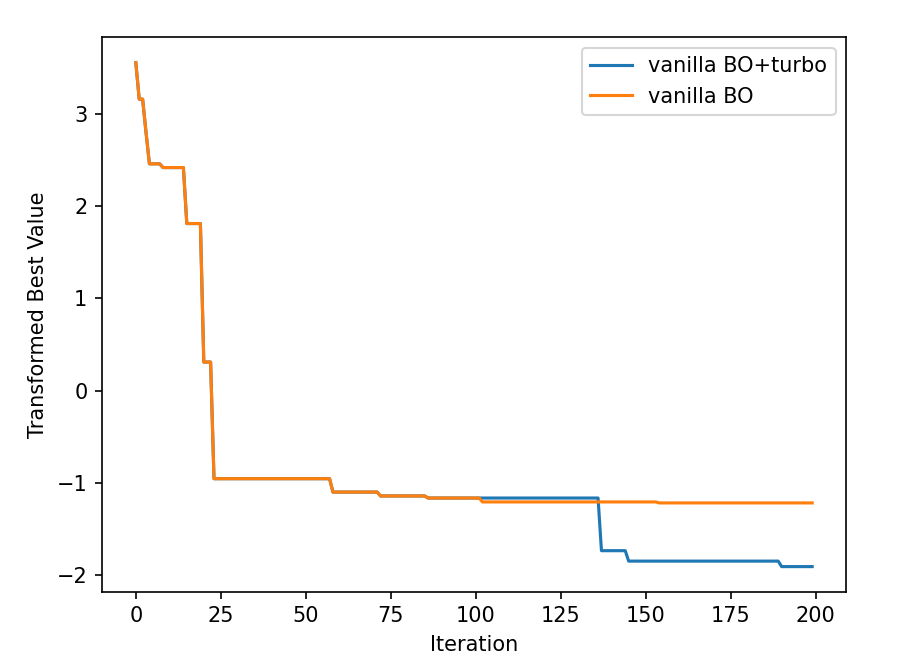 vanilla BO+turbo
vanilla BO
3
2
1
0
−1
−2
Transformed Best Value
0 25 50 75 100 125 150 175 200
Iteration